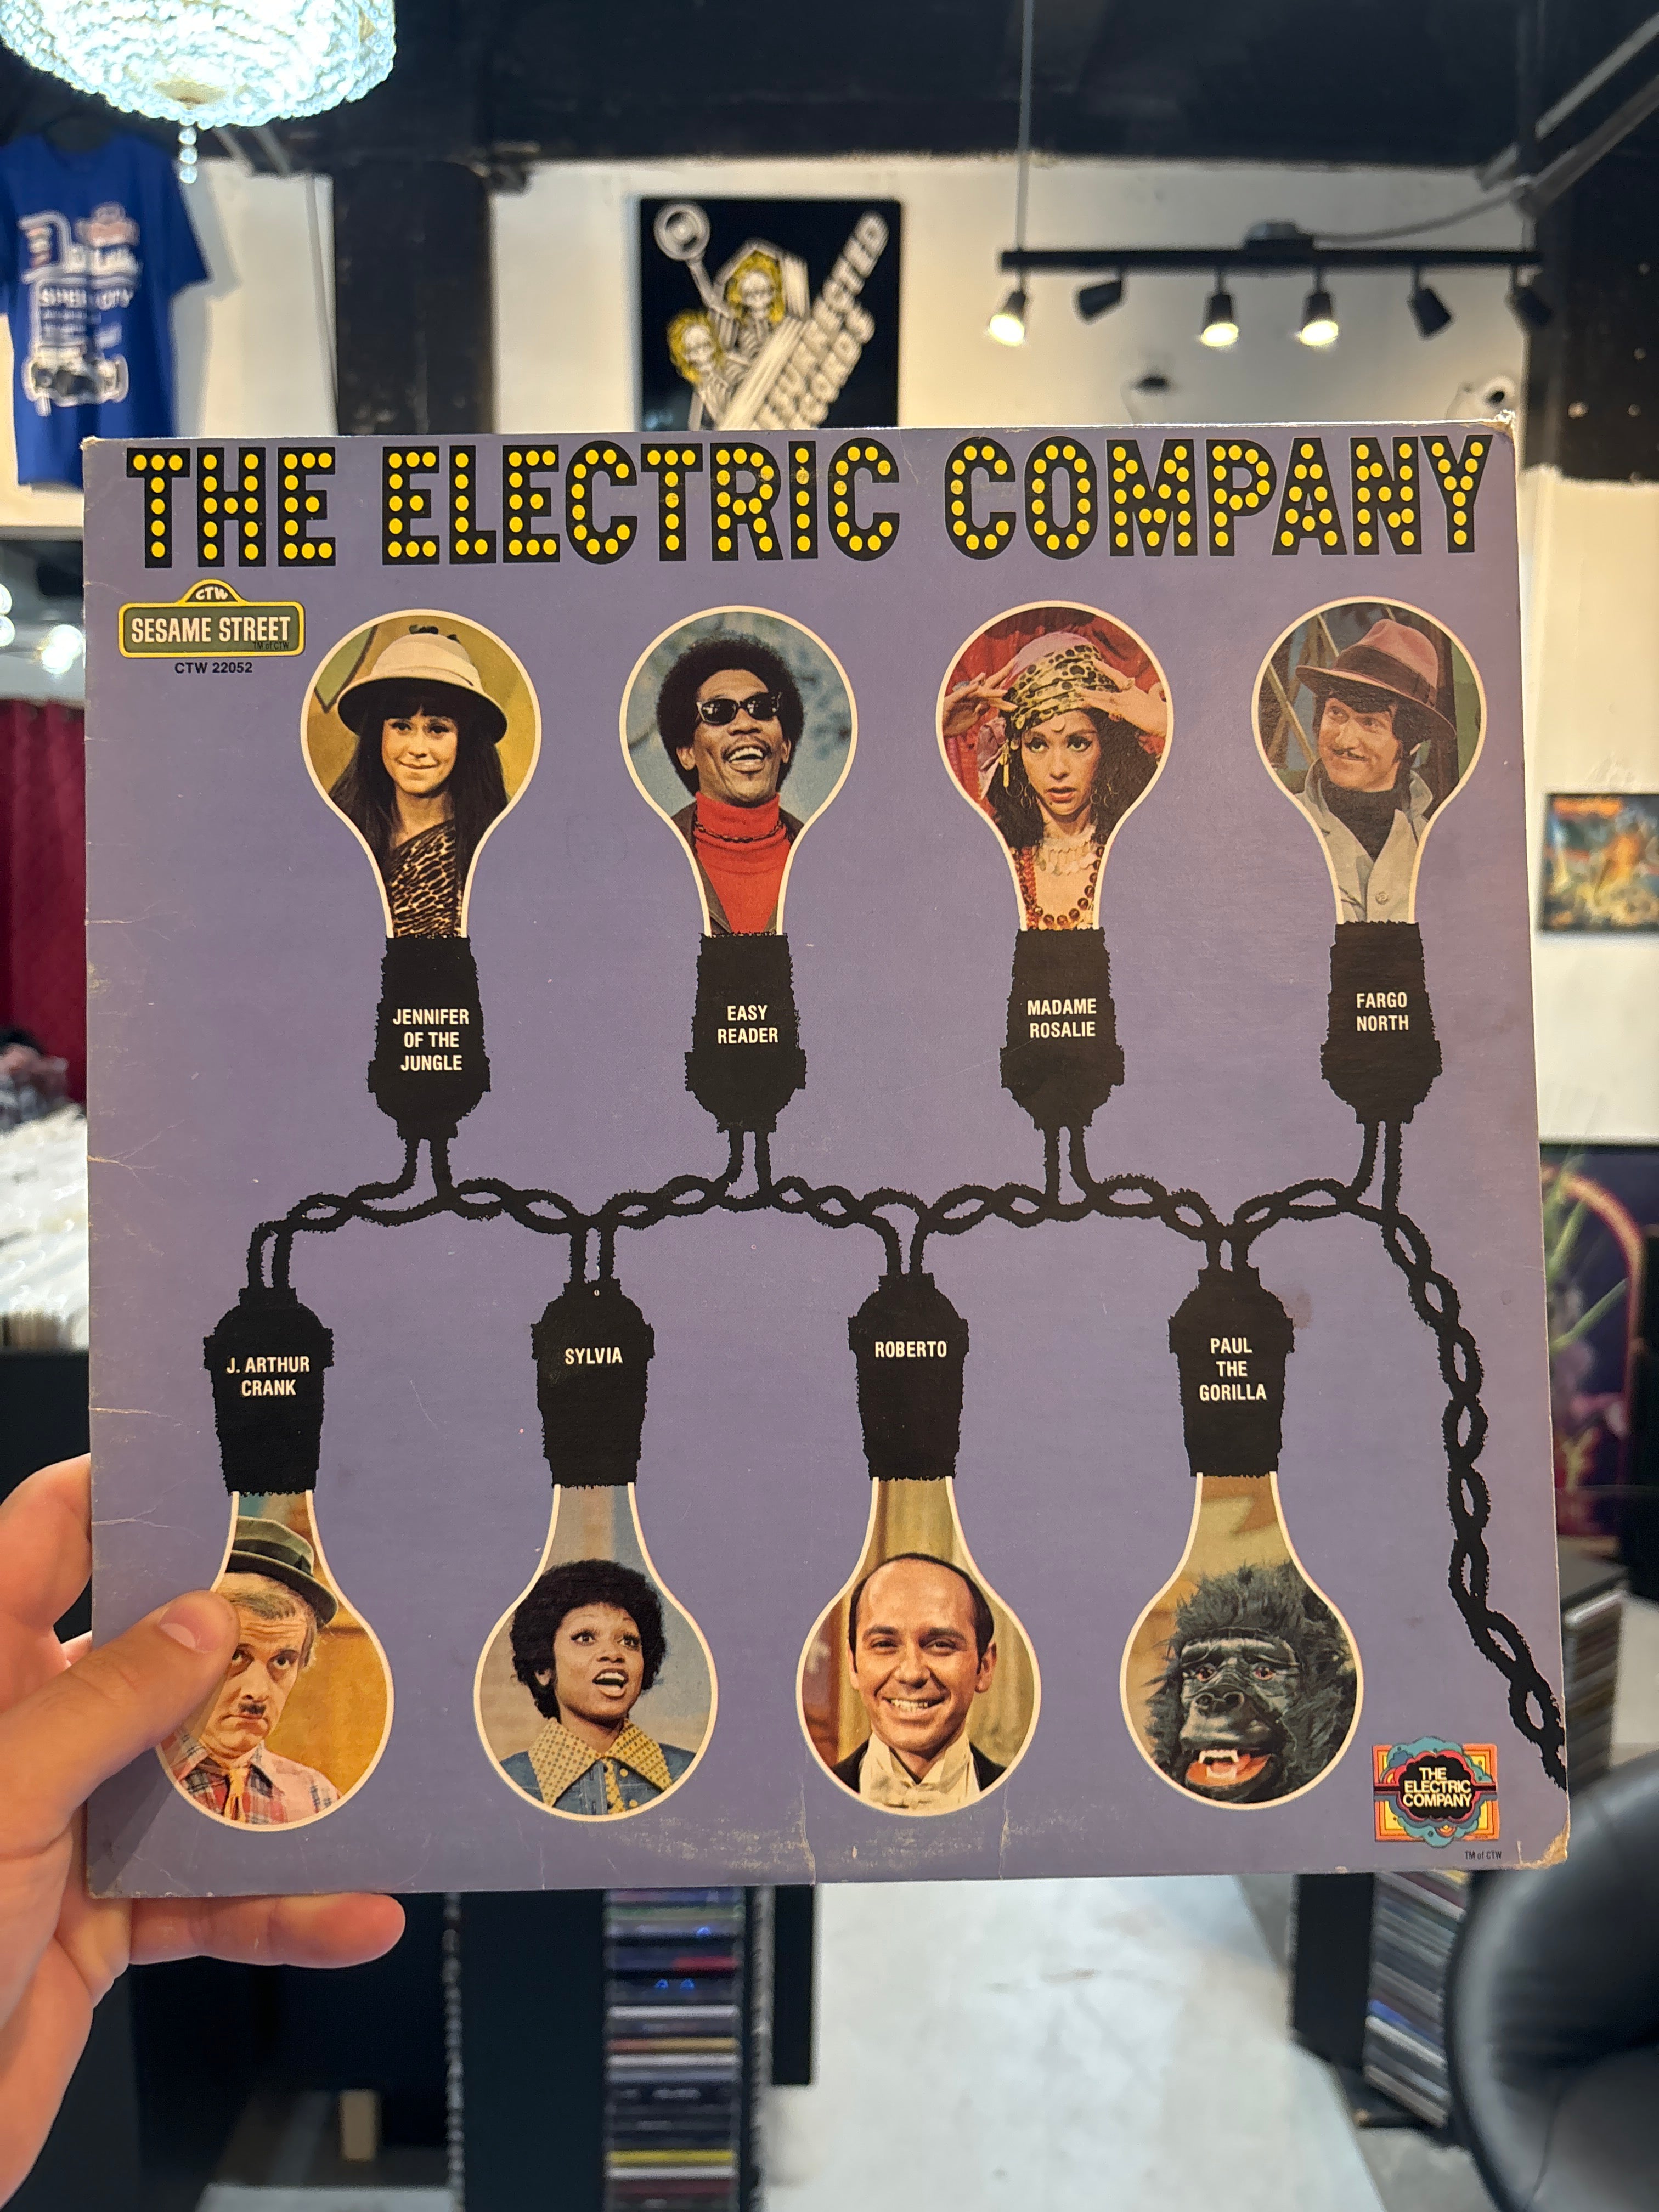 THE ELECTRIC COMPANY
CTW
SESAME STREET
TM of CTW
CTW 22052
JENNIFER
OF THE
JUNGLE
EASY
READER
MADAME
ROSALIE
FARGO
NORTH
J. ARTHUR
CRANK
SYLVIA
ROBERTO
PAUL
THE
GORILLA
THE
ELECTRIC
COMPANY
TM of CTW